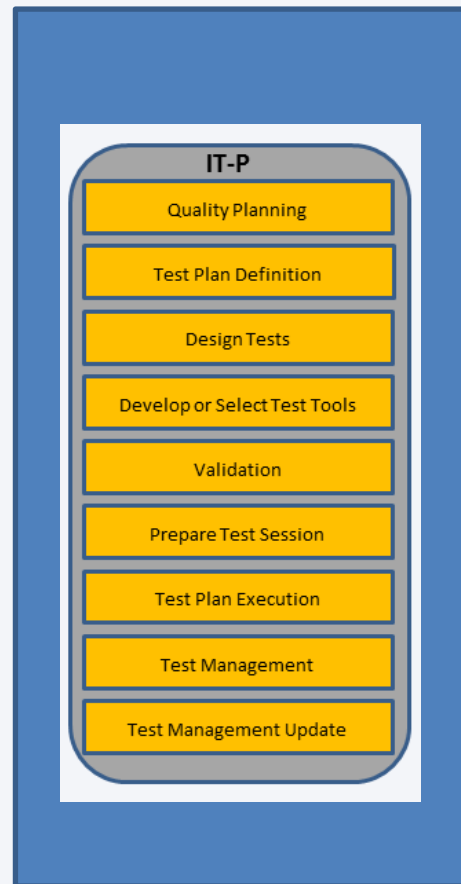 IT-P
Quality Planning
Test Plan Definition
Design Tests
Develop or Select Test Tools
Validation
Prepare Test Session
Test Plan Execution
Test Management
Test Management Update